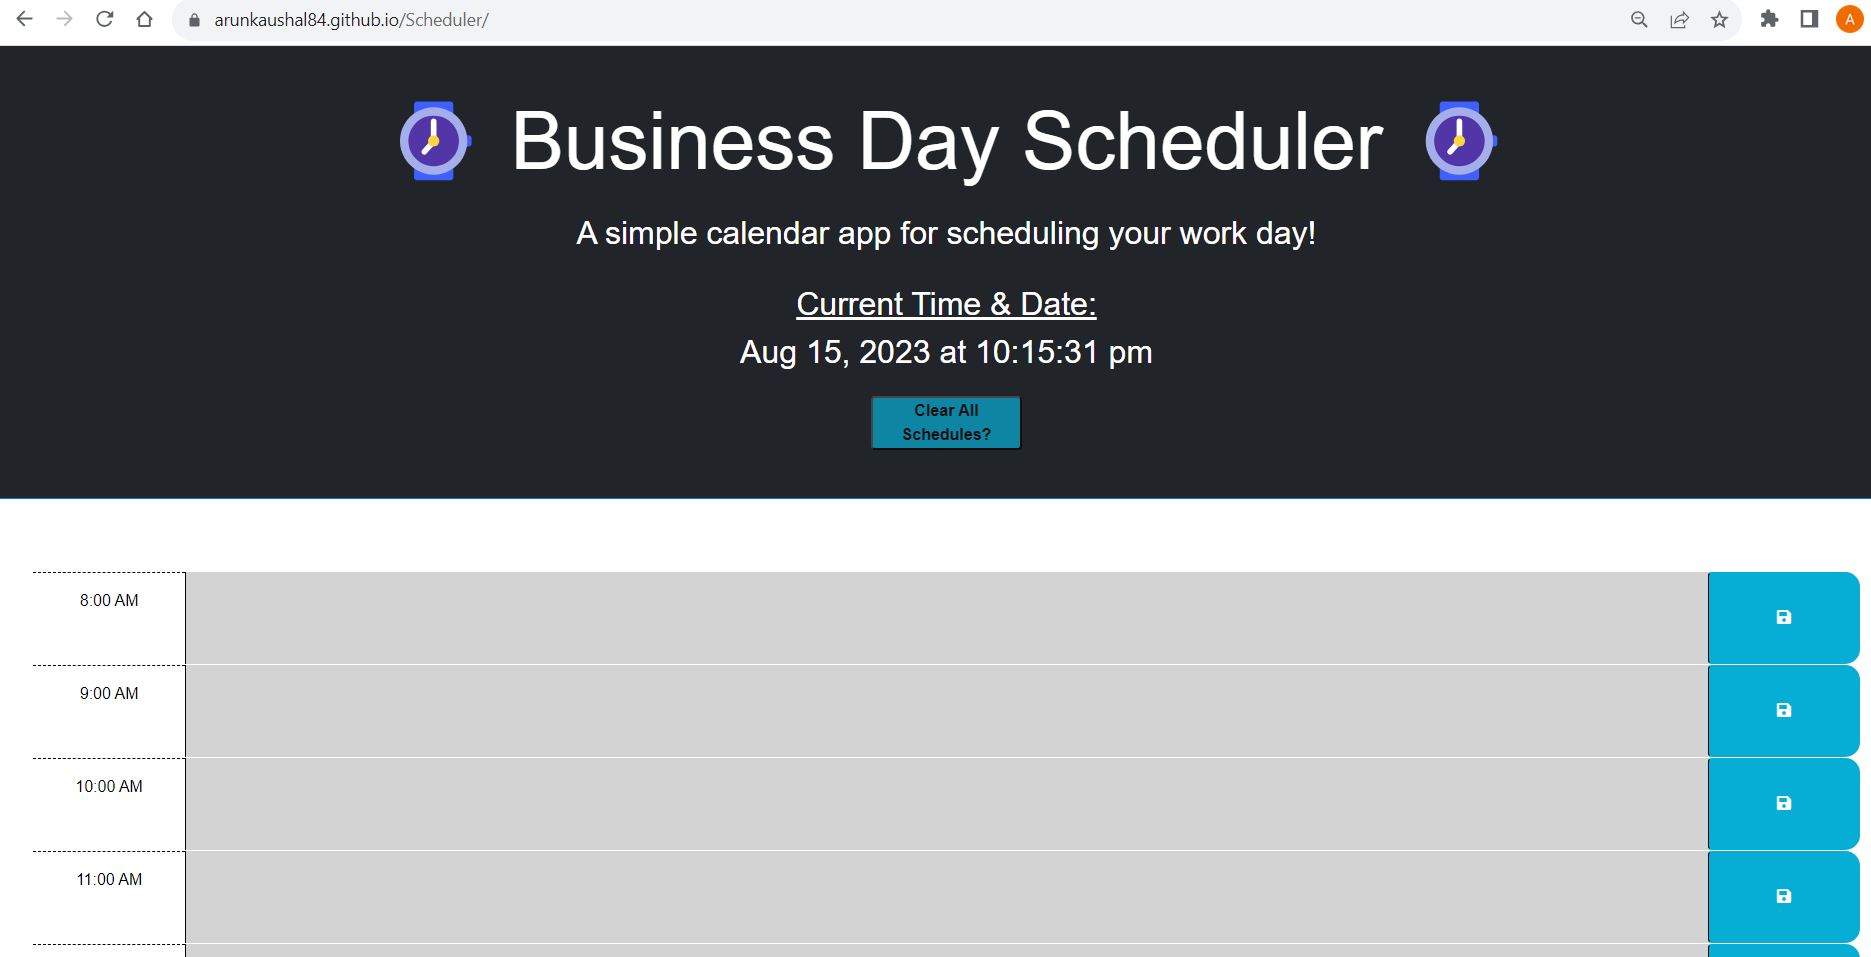 arunkaushal84.github.io/Scheduler/
A
Business Day Scheduler
A simple calendar app for scheduling your work day!
Current Time & Date:
Aug 15, 2023 at 10:15:31 pm
Clear All
Schedules?
8:00 AM
9:00 AM
10:00 AM
11:00 AM